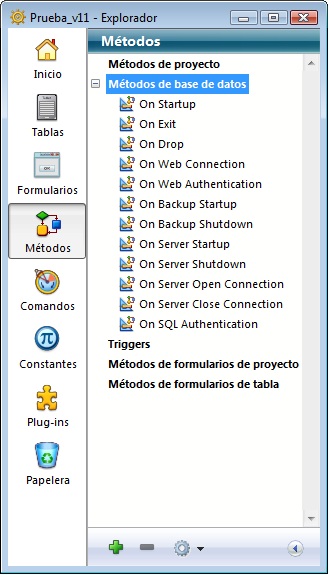 Prueba_v11 - Explorador
Inicio
Tablas
Formularios
Métodos
Comandos
Constantes
Plug-ins
Papelera
Métodos
Métodos de proyecto
Métodos de base de datos
On Startup
On Exit
On Drop
On Web Connection
On Web Authentication
On Backup Startup
On Backup Shutdown
On Server Startup
On Server Shutdown
On Server Open Connection
On Server Close Connection
On SQL Authentication
Triggers
Métodos de formularios de proyecto
Métodos de formularios de tabla